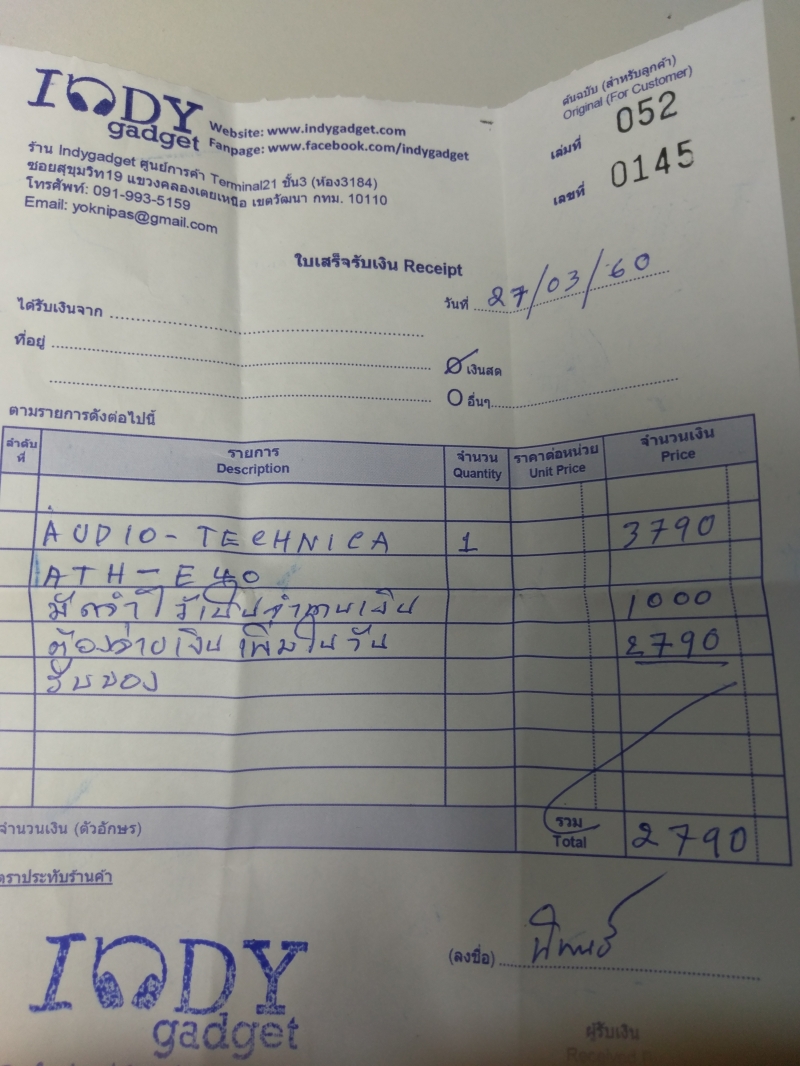 INDY gadget
Website: www.indygadget.com
Fanpage: www.facebook.com/indygadget
ร้าน Indygadget ศูนย์การค้า Terminal21 ชั้น3 (ห้อง3184)
ซอยสุขุมวิท19 แขวงคลองเตยเหนือ เขตวัฒนา กทม. 10110
โทรศัพท์: 091-993-5159
Email: yoknipas@gmail.com
ต้นฉบับ (สำหรับลูกค้า)
Original (For Customer)
เล่มที่ 052
เลขที่ 0145
ใบเสร็จรับเงิน Receipt
วันที่ 27/03/60
ได้รับเงินจาก
ที่อยู่
เงินสด
อื่นๆ
ตามรายการดังต่อไปนี้
ลำดับที่ รายการ Description จำนวน Quantity ราคาต่อหน่วย Unit Price จำนวนเงิน Price
AUDIO-TECHNICA 1 3790
ATH-E40
มัดจำไว้เป็นจำนวนเงิน 1000
ต้องจ่ายเงินเพิ่มในวัน 2790
รับของ
จำนวนเงิน (ตัวอักษร) รวม Total 2790
ตราประทับร้านค้า
INDY gadget
(ลงชื่อ)
ผู้รับเงิน